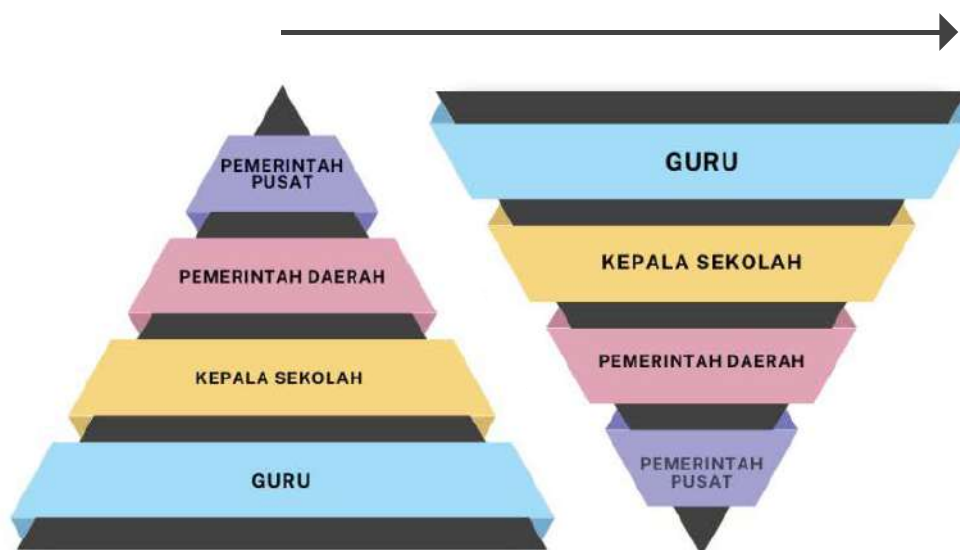 PEMERINTAH
PUSAT
PEMERINTAH DAERAH
KEPALA SEKOLAH
GURU
GURU
KEPALA SEKOLAH
PEMERINTAH DAERAH
PEMERINTAH
PUSAT